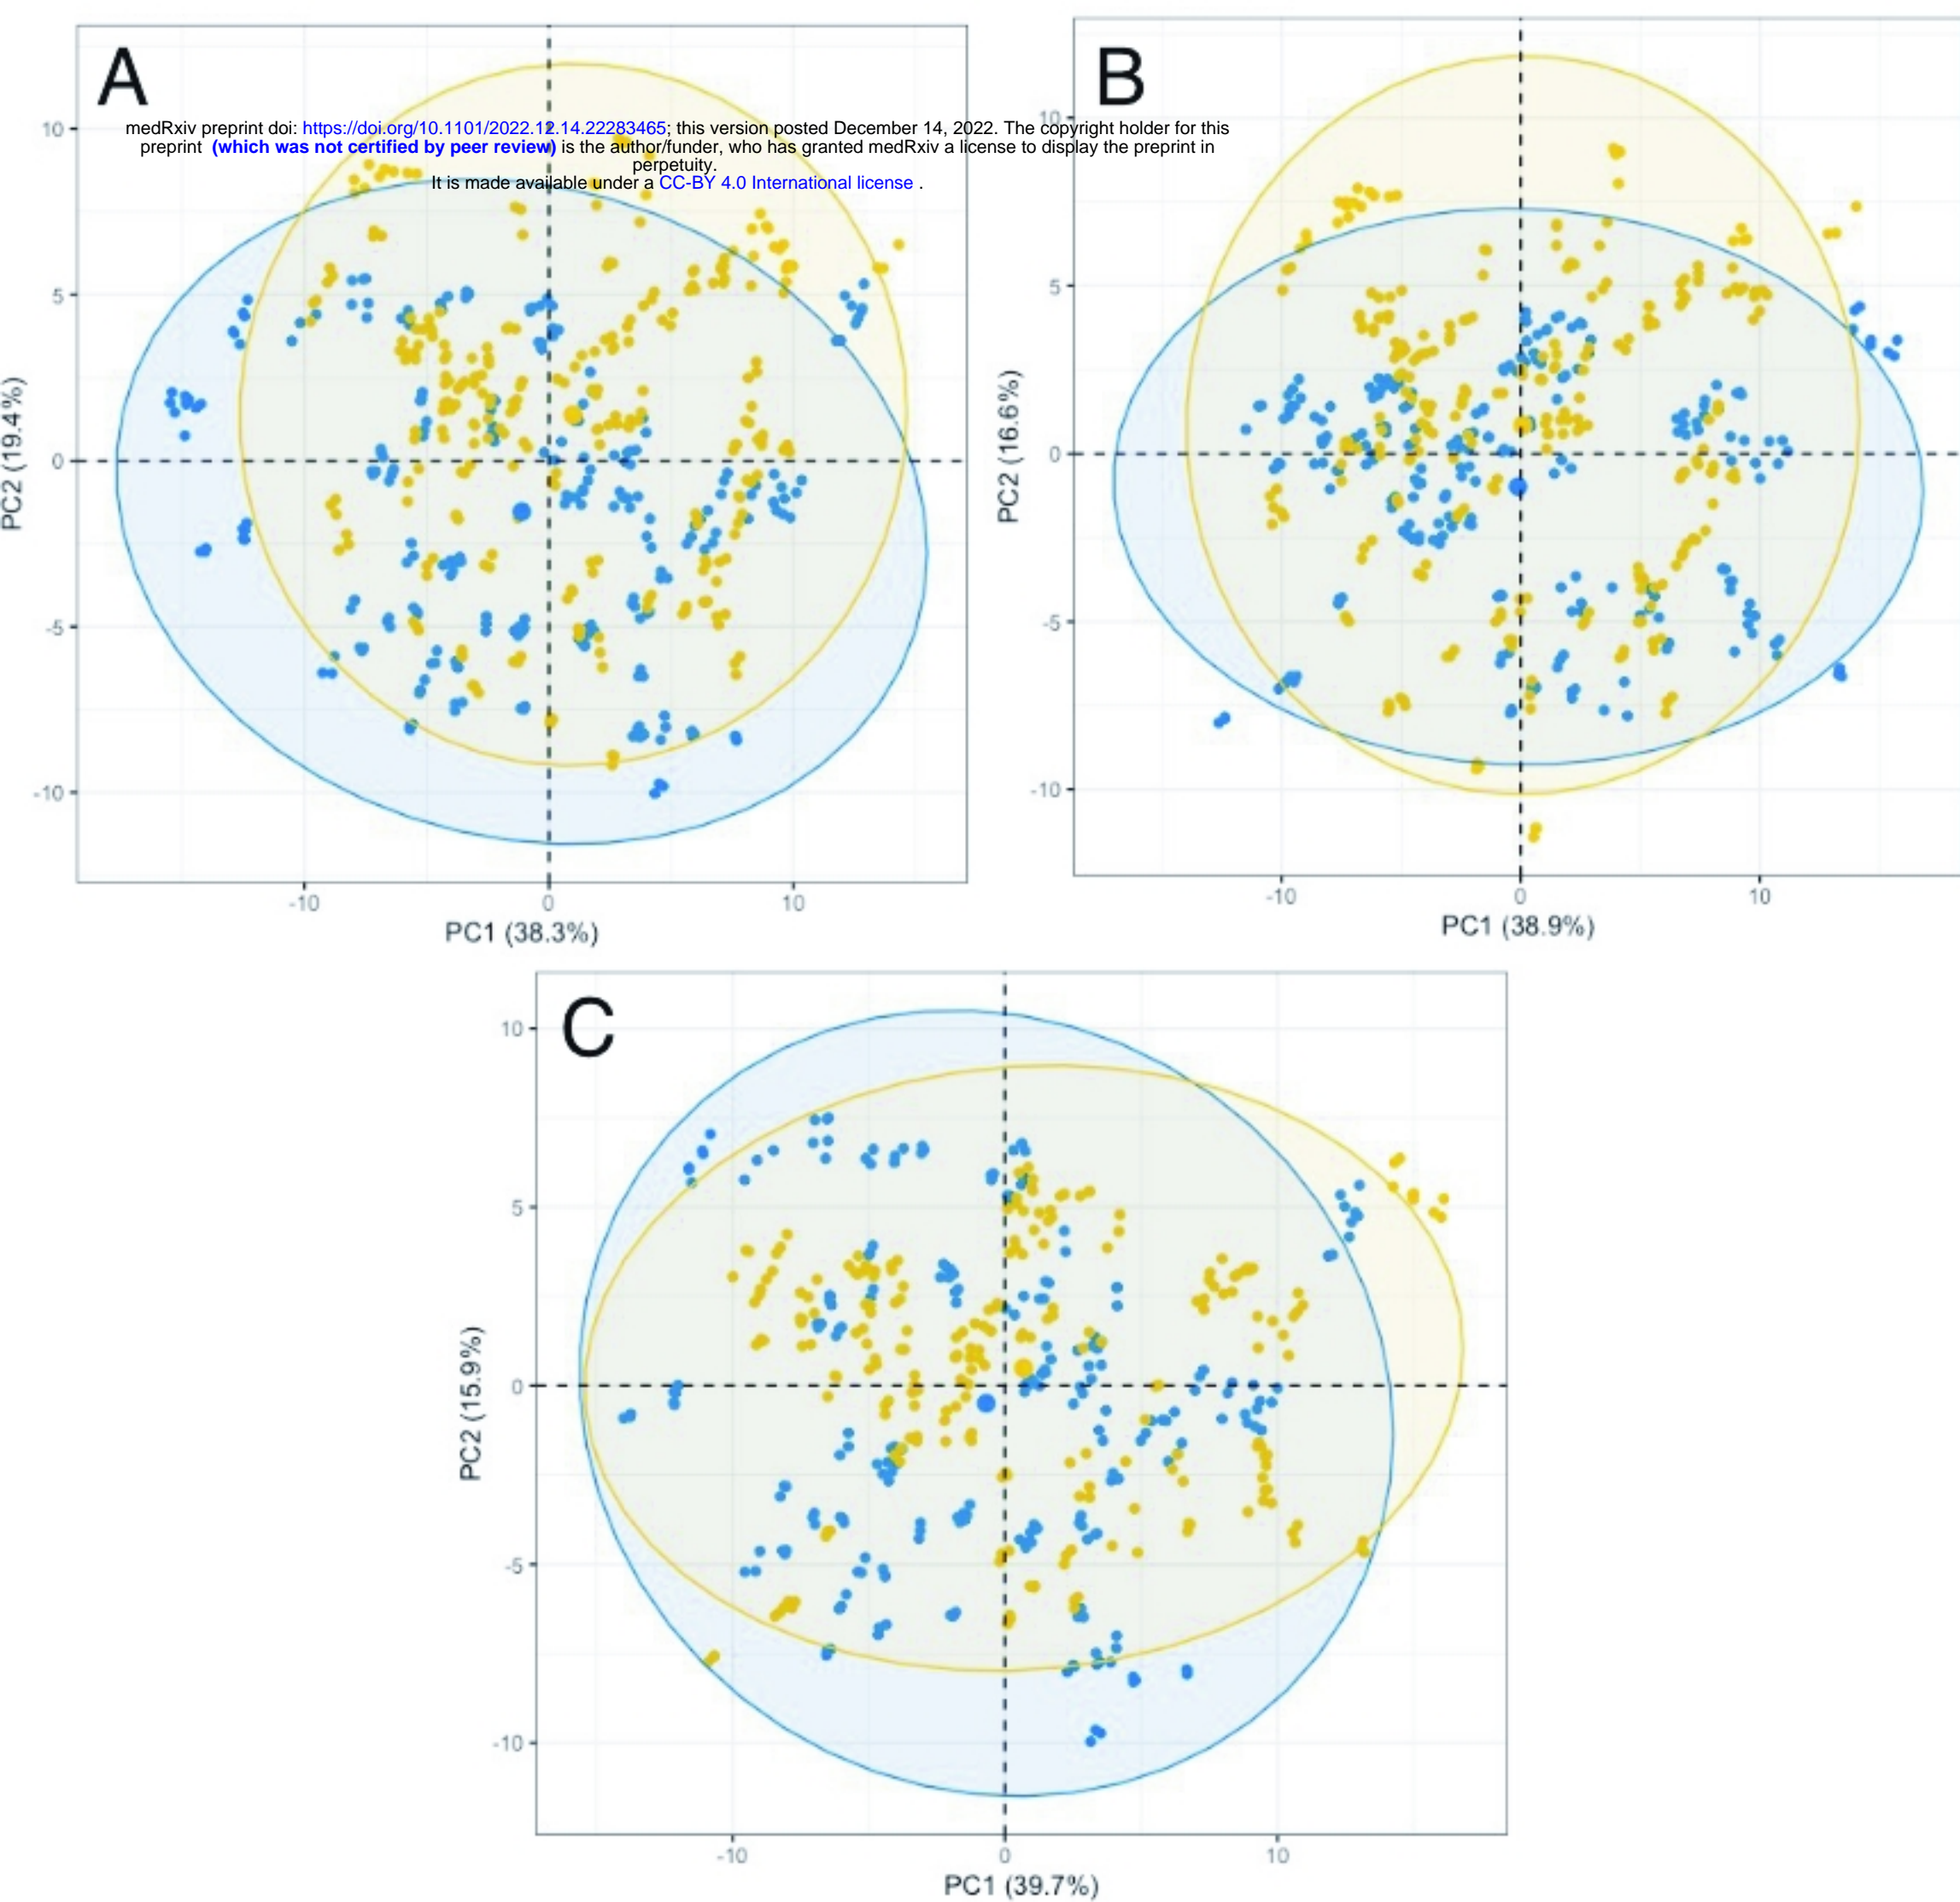 A
B
medRxiv preprint doi: https://doi.org/10.1101/2022.12.14.22283465; this version posted December 14, 2022. The copyright holder for this
preprint (which was not certified by peer review) is the author/funder, who has granted medRxiv a license to display the preprint in
perpetuity.
It is made available under a CC-BY 4.0 International license .
10
5
0
-5
-10
PC2 (19.4%)
-10
0
10
PC1 (38.3%)
10
5
0
-5
-10
PC2 (16.6%)
-10
0
10
PC1 (38.9%)
C
10
5
0
-5
-10
PC2 (15.9%)
-10
0
10
PC1 (39.7%)